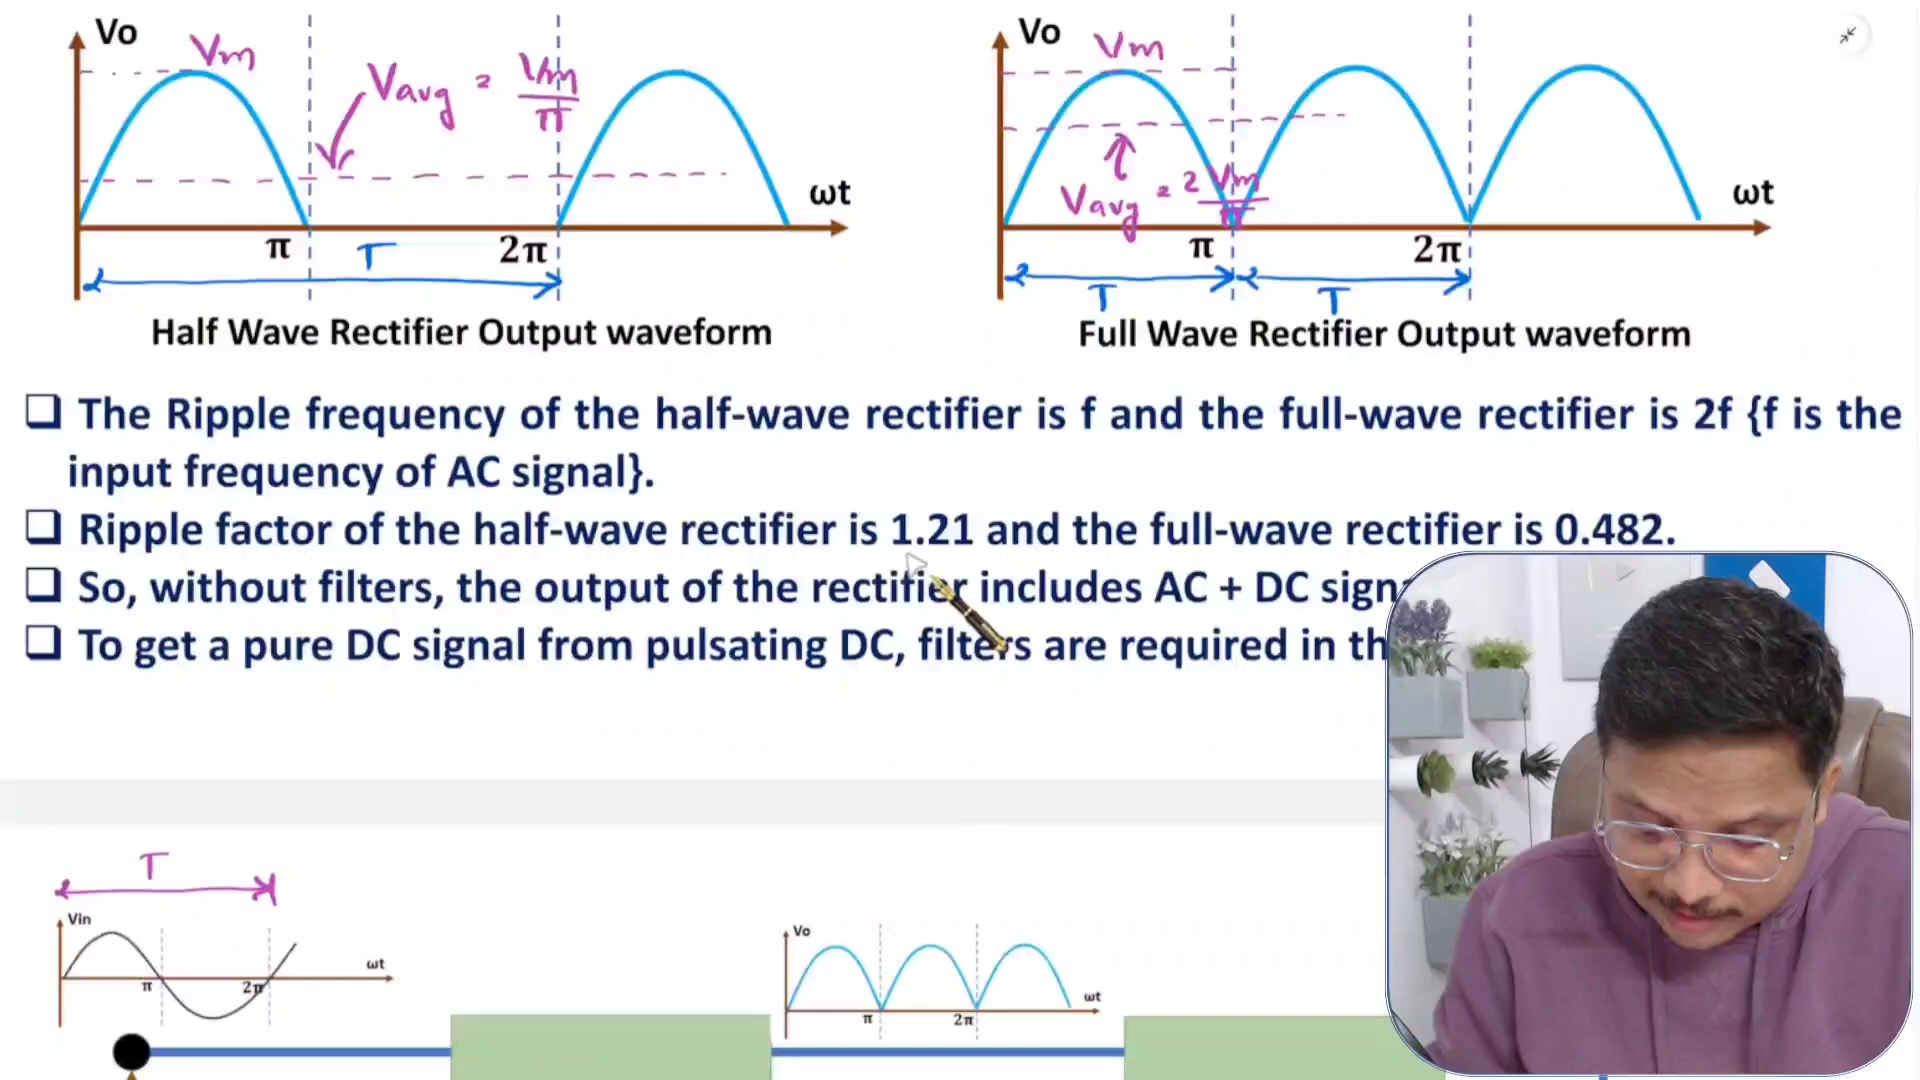 Vo
Vm
Vavg = Vm/π
ωt
π
T
2π
Half Wave Rectifier Output waveform
Vo
Vm
Vavg = 2 Vm/π
ωt
π
2π
T
T
Full Wave Rectifier Output waveform
❑ The Ripple frequency of the half-wave rectifier is f and the full-wave rectifier is 2f {f is the
input frequency of AC signal}.
❑ Ripple factor of the half-wave rectifier is 1.21 and the full-wave rectifier is 0.482.
❑ So, without filters, the output of the rectifier includes AC + DC
❑ To get a pure DC signal from pulsating DC, filters are required in
T
Vin
ωt
π
2π
Vo
ωt
π
2π